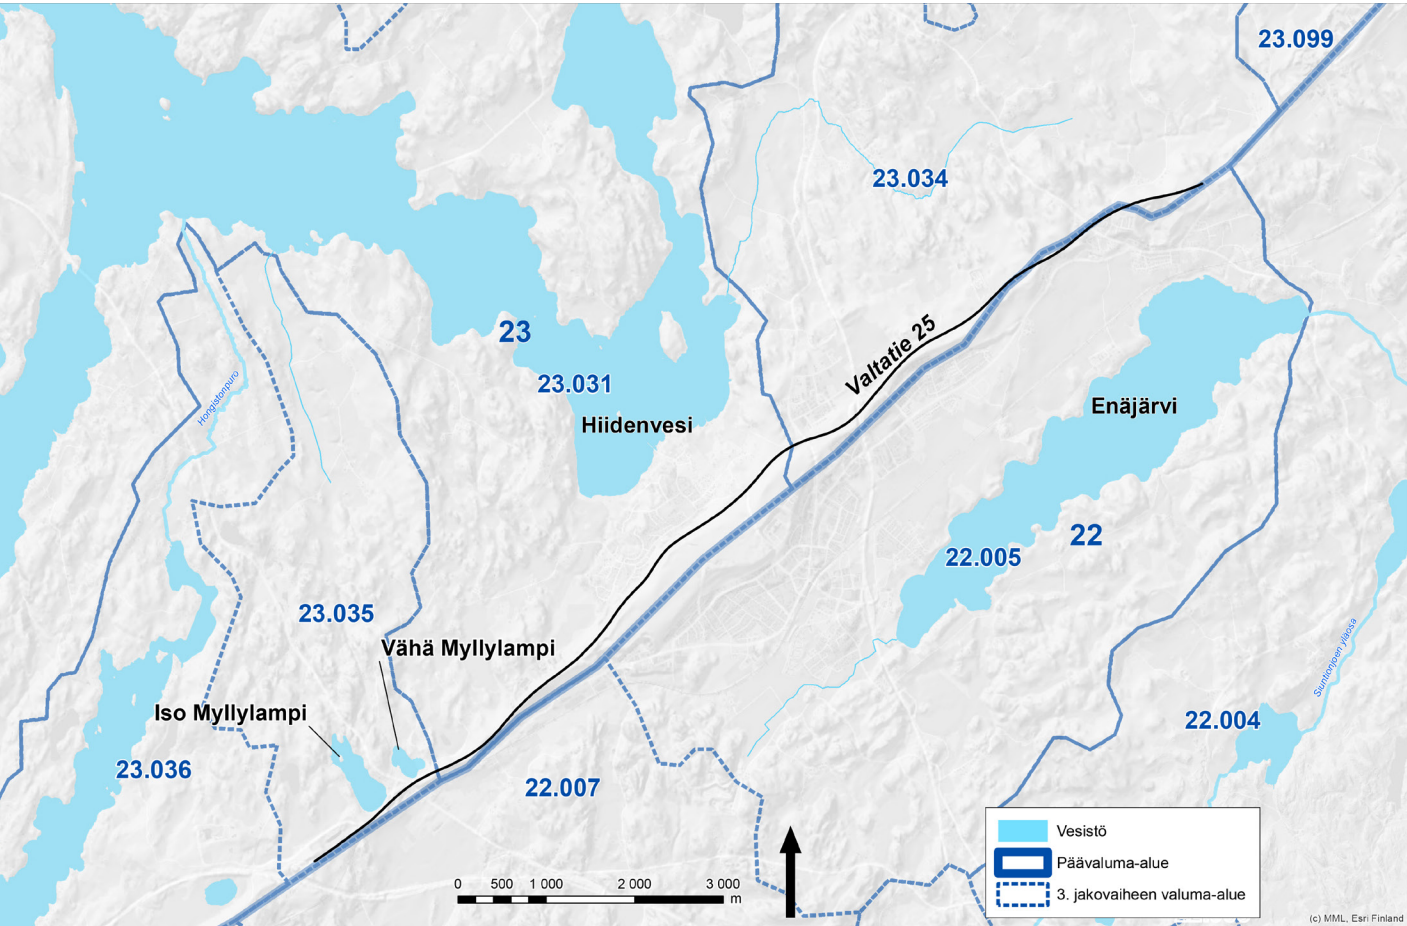 23.099
23.034
Valtatie 25
23
23.031
Hiidenvesi
Hongistonpuro
Enäjärvi
22
22.005
23.035
Vähä Myllylampi
Iso Myllylampi
23.036
22.007
22.004
Siuntionjoen yläosa
0 500 1 000 2 000 3 000
m
Vesistö
Päävaluma-alue
3. jakovaiheen valuma-alue
(c) MML, Esri Finland